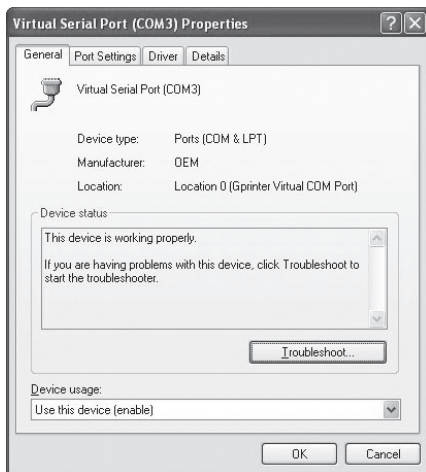 Virtual Serial Port (COM3) Properties
General Port Settings Driver Details
Virtual Serial Port (COM3)
Device type: Ports (COM & LPT)
Manufacturer: OEM
Location: Location 0 (Gprinter Virtual COM Port)
Device status
This device is working properly.
If you are having problems with this device, click Troubleshoot to
start the troubleshooter.
Troubleshoot...
Device usage:
Use this device (enable)
OK Cancel